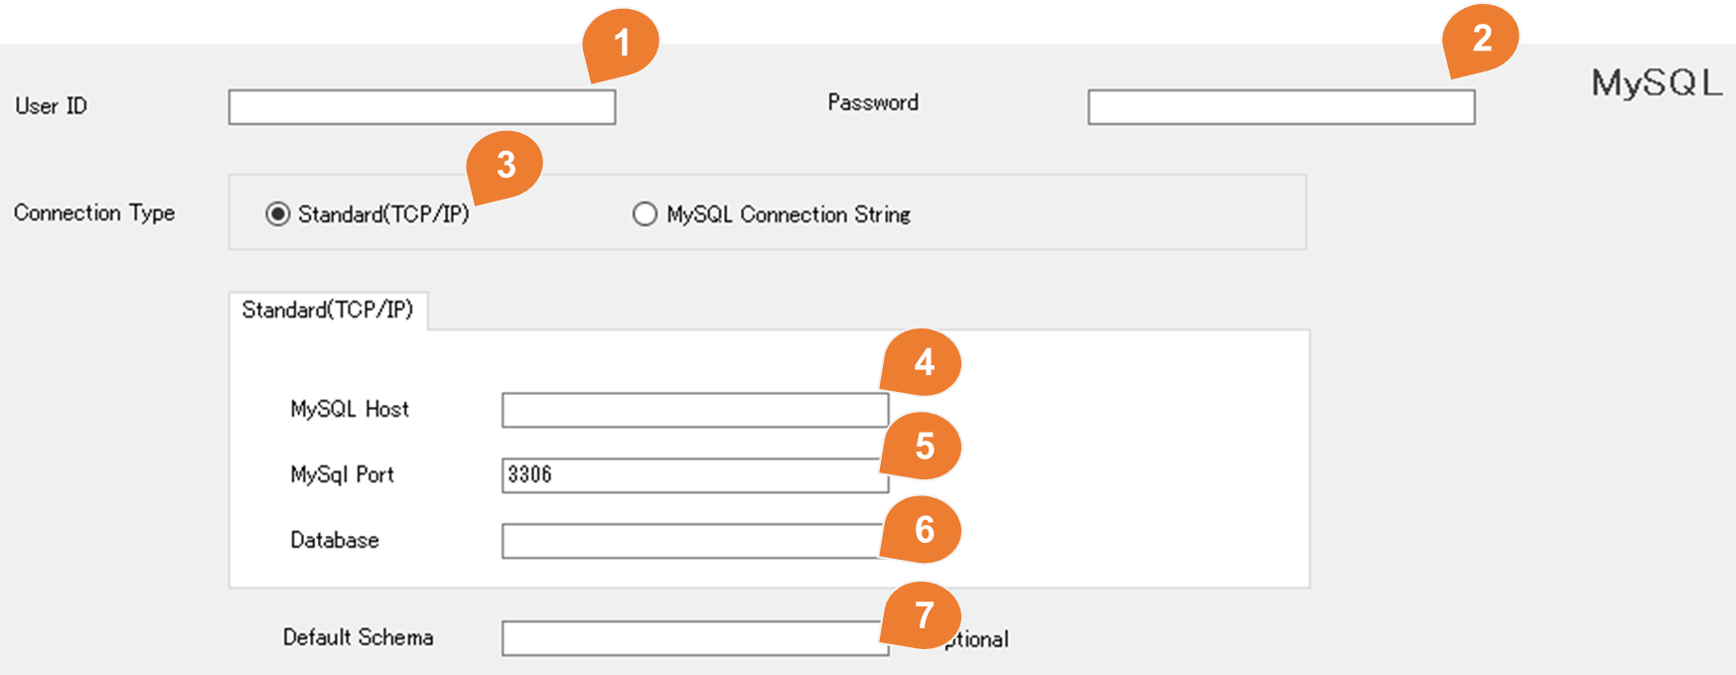 1
2
User ID
Password
MySQL
3
Connection Type
Standard(TCP/IP)
MySQL Connection String
Standard(TCP/IP)
4
MySQL Host
5
MySql Port
3306
6
Database
7
Default Schema
ptional